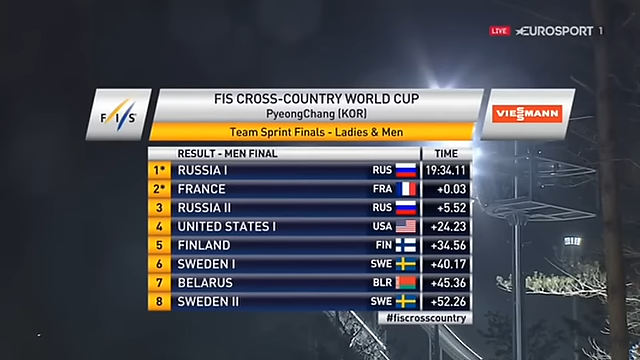 LIVE EUROSPORT 1
FIS CROSS-COUNTRY WORLD CUP
PyeongChang (KOR)
FIS
VIESSMANN
Team Sprint Finals - Ladies & Men
RESULT - MEN FINAL TIME
1* RUSSIA I RUS 19:34.11
2* FRANCE FRA +0.03
3 RUSSIA II RUS +5.52
4 UNITED STATES I USA +24.23
5 FINLAND FIN +34.56
6 SWEDEN I SWE +40.17
7 BELARUS BLR +45.36
8 SWEDEN II SWE +52.26
#fiscrosscountry